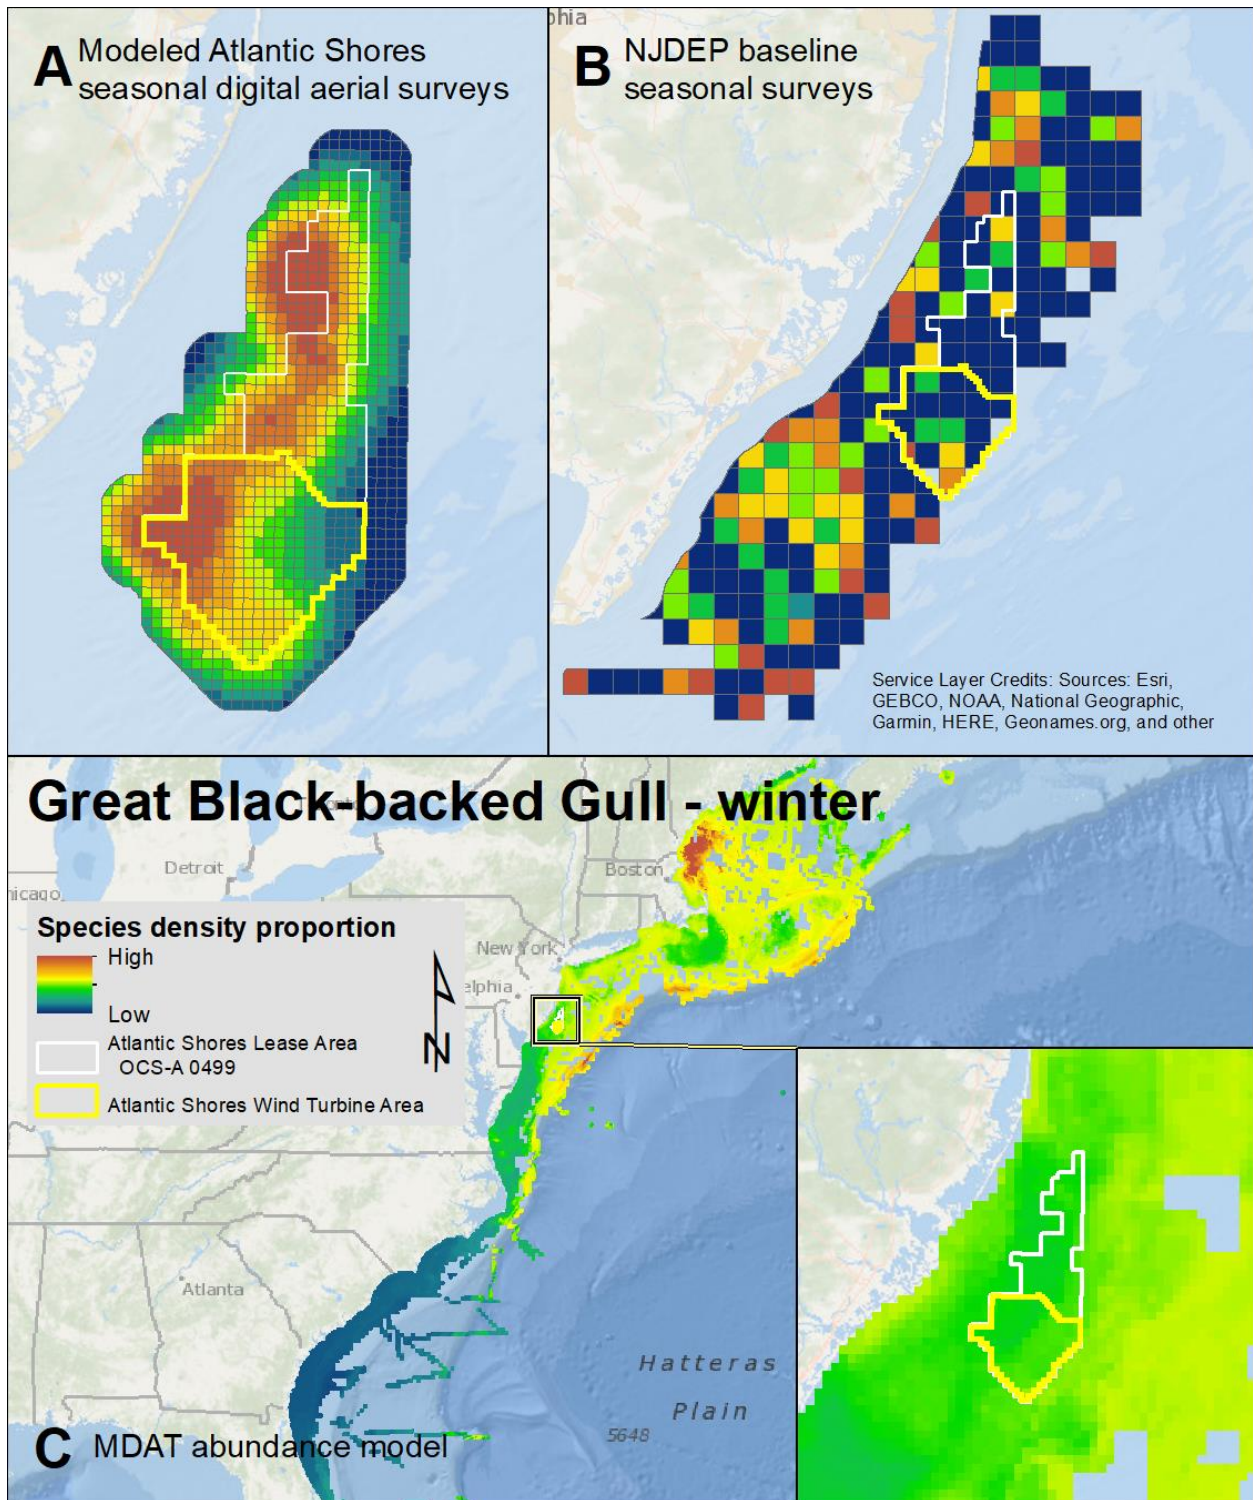 phia
A Modeled Atlantic Shores
seasonal digital aerial surveys
B NJDEP baseline
seasonal surveys
Service Layer Credits: Sources: Esri,
GEBCO, NOAA, National Geographic,
Garmin, HERE, Geonames.org, and other
Great Black-backed Gull - winter
Detroit
Boston
hicago
New York
elphia
Species density proportion
High
Low
Atlantic Shores Lease Area
OCS-A 0499
Atlantic Shores Wind Turbine Area
N
Atlanta
Hatteras
Plain
5648
C MDAT abundance model